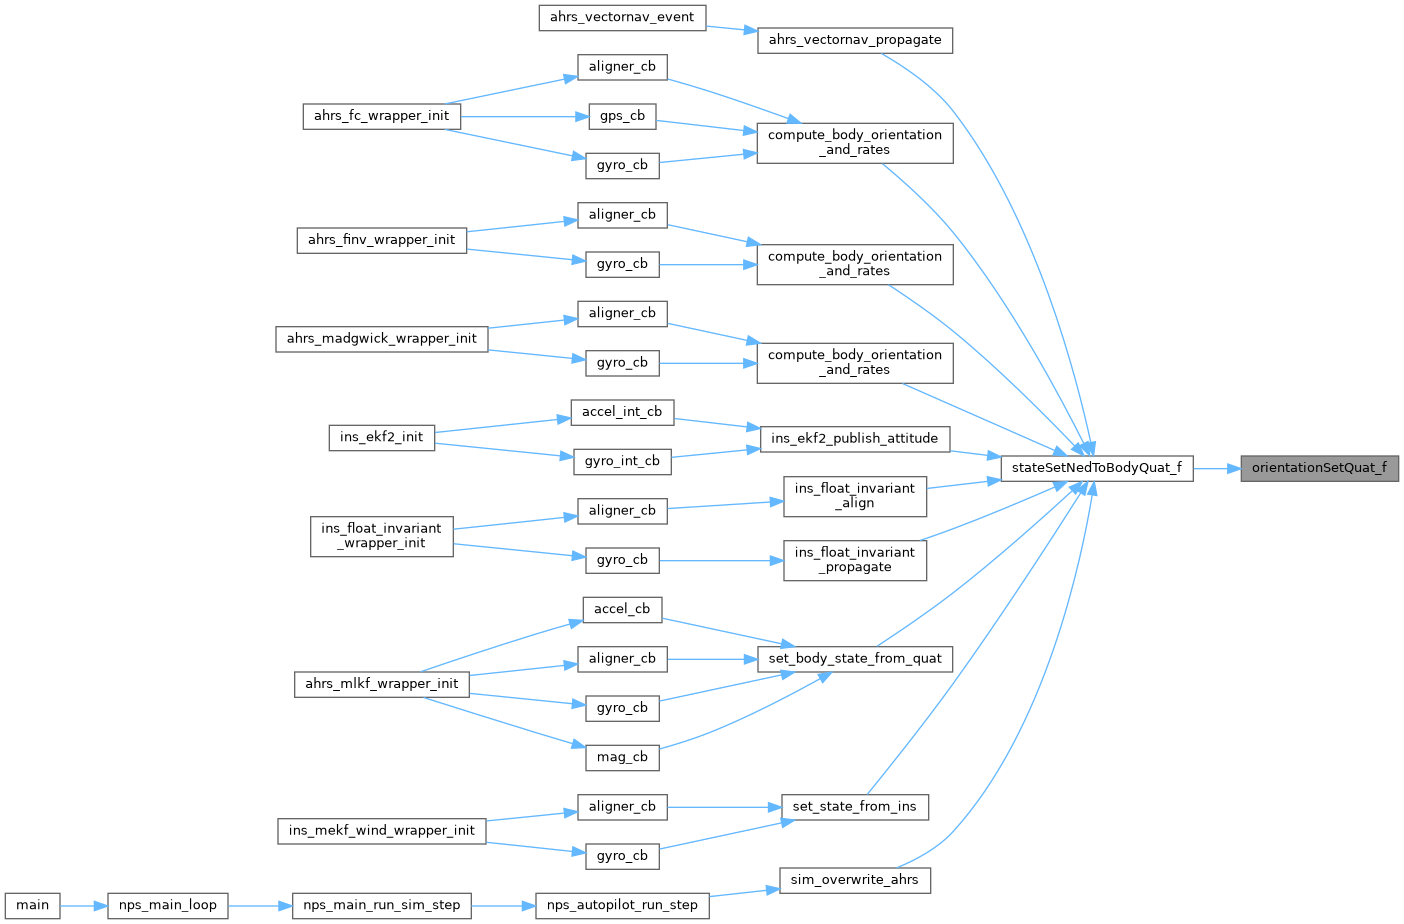 ahrs_vectornav_event
ahrs_vectornav_propagate
aligner_cb
ahrs_fc_wrapper_init
gps_cb
compute_body_orientation
_and_rates
gyro_cb
aligner_cb
ahrs_finv_wrapper_init
compute_body_orientation
_and_rates
gyro_cb
aligner_cb
ahrs_madgwick_wrapper_init
compute_body_orientation
_and_rates
gyro_cb
accel_int_cb
ins_ekf2_init
ins_ekf2_publish_attitude
gyro_int_cb
stateSetNedToBodyQuat_f
orientationSetQuat_f
ins_float_invariant
_align
aligner_cb
ins_float_invariant
_wrapper_init
ins_float_invariant
_propagate
gyro_cb
accel_cb
aligner_cb
set_body_state_from_quat
ahrs_mlkf_wrapper_init
gyro_cb
mag_cb
aligner_cb
set_state_from_ins
ins_mekf_wind_wrapper_init
gyro_cb
sim_overwrite_ahrs
main
nps_main_loop
nps_main_run_sim_step
nps_autopilot_run_step